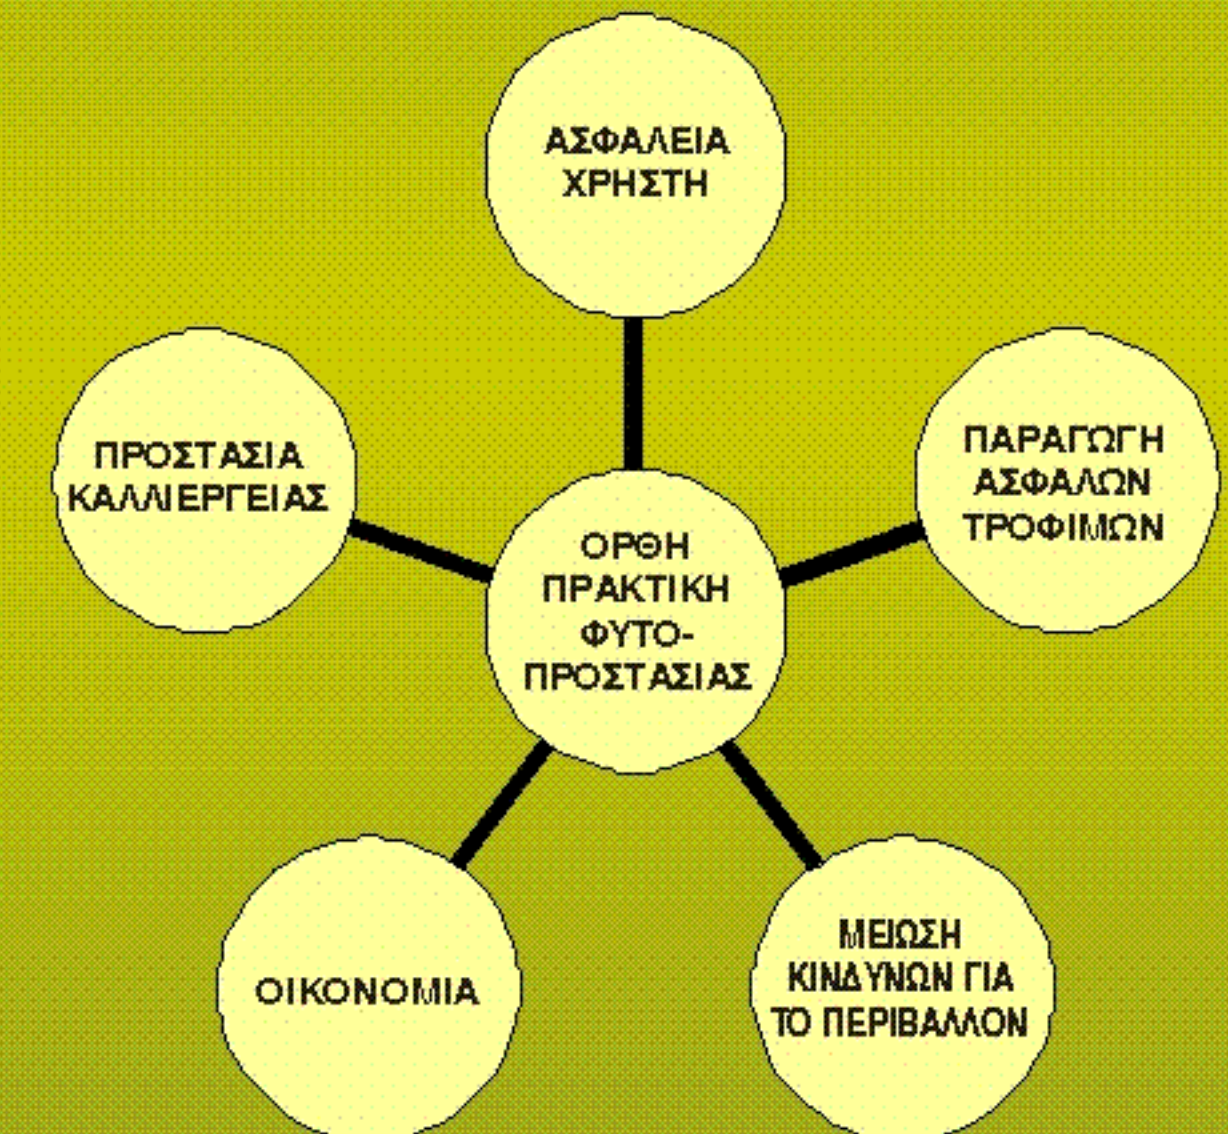 ΑΣΦΑΛΕΙΑ
ΧΡΗΣΤΗ
ΠΡΟΣΤΑΣΙΑ
ΚΑΛΛΙΕΡΓΕΙΑΣ
ΠΑΡΑΓΩΓΗ
ΑΣΦΑΛΩΝ
ΤΡΟΦΙΜΩΝ
ΟΡΘΗ
ΠΡΑΚΤΙΚΗ
ΦΥΤΟ-
ΠΡΟΣΤΑΣΙΑΣ
ΟΙΚΟΝΟΜΙΑ
ΜΕΙΩΣΗ
ΚΙΝΔΥΝΩΝ ΓΙΑ
ΤΟ ΠΕΡΙΒΑΛΛΟΝ